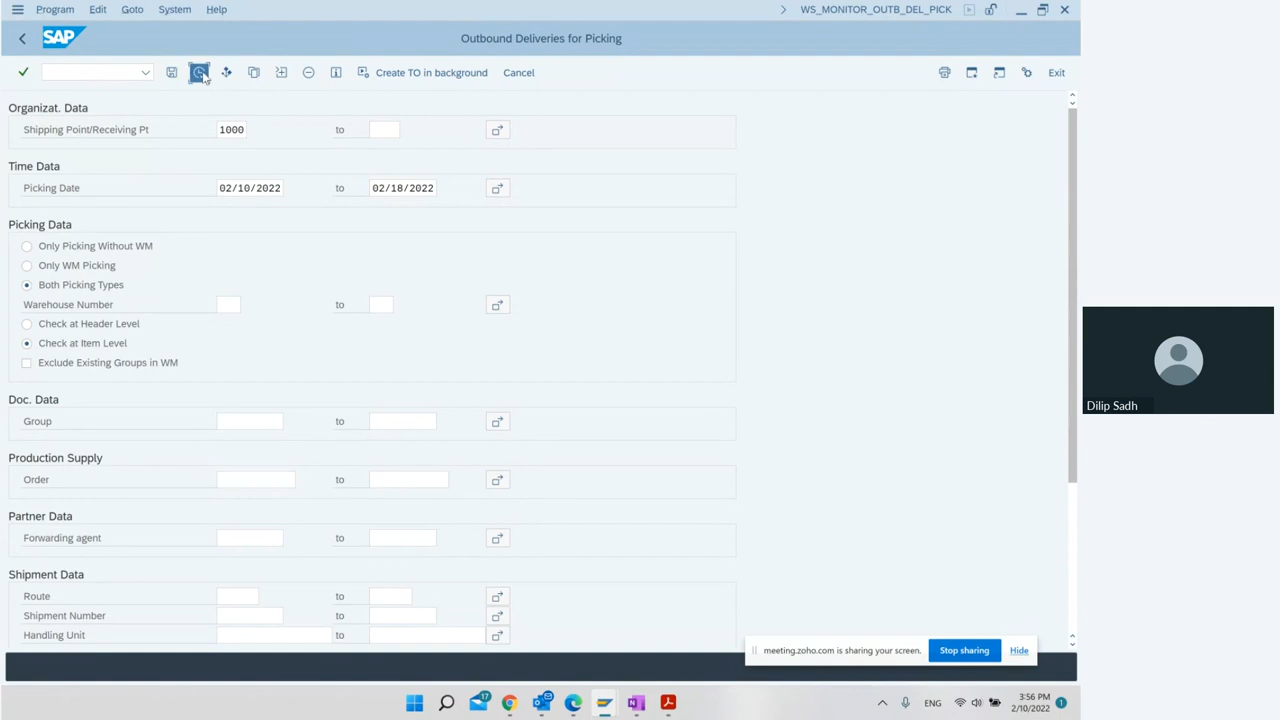 Program Edit Goto System Help WS_MONITOR_OUTB_DEL_PICK
SAP Outbound Deliveries for Picking
Create TO in background Cancel Exit
Organizat. Data
Shipping Point/Receiving Pt 1000 to
Time Data
Picking Date 02/10/2022 to 02/18/2022
Picking Data
Only Picking Without WM
Only WM Picking
Both Picking Types
Warehouse Number to
Check at Header Level
Check at Item Level
Exclude Existing Groups in WM
Doc. Data
Group to
Production Supply
Order to
Partner Data
Forwarding agent to
Shipment Data
Route to
Shipment Number to
Handling Unit to
Dilip Sadh
meeting.zoho.com is sharing your screen. Stop sharing Hide
17 ENG 3:56 PM 1
2/10/2022